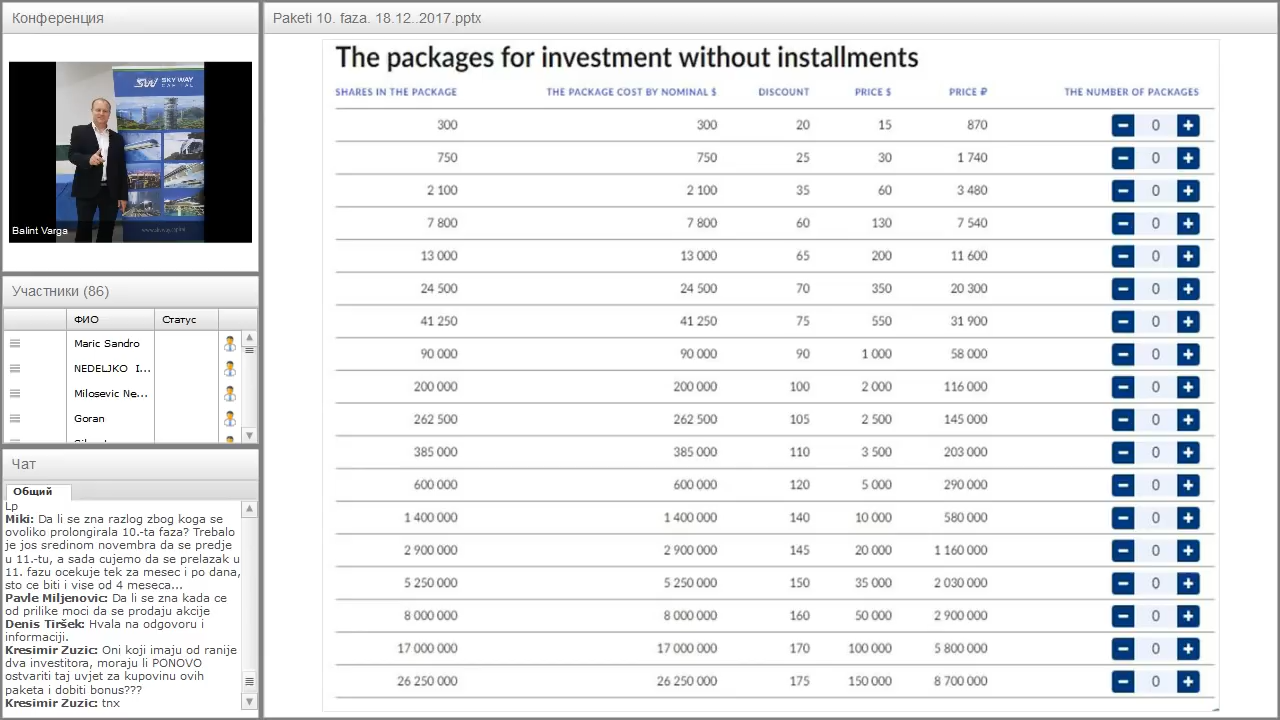 Конференция
SKY WAY
CAPITAL
Balint Varga
Участники (86)
ФИО Статус
Maric Sandro
NEDELJKO I...
Milosevic Ne...
Goran
Чат
Общий
Lp
Miki: Da li se zna razlog zbog koga se
ovoliko prolongirala 10.-ta faza? Trebalo
je jos sredinom novembra da se predje
u 11.-tu, a sada cujemo da se prelazak u
11. fazu ocekuje tek za mesec i po dana,
sto ce biti i vise od 4 meseca...
Pavle Miljenovic: Da li se zna kada ce
od prilike moci da se prodaju akcije
Denis Tiršek: Hvala na odgovoru i
informaciji.
Kresimir Zuzic: Oni koji imaju od ranije
dva investitora, moraju li PONOVO
ostvariti taj uvjet za kupovinu ovih
paketa i dobiti bonus???
Kresimir Zuzic: tnx
Paketi 10. faza. 18.12..2017.pptx
The packages for investment without installments
SHARES IN THE PACKAGE THE PACKAGE COST BY NOMINAL $ DISCOUNT PRICE $ PRICE ₽ THE NUMBER OF PACKAGES
300 300 20 15 870 − 0 +
750 750 25 30 1 740 − 0 +
2 100 2 100 35 60 3 480 − 0 +
7 800 7 800 60 130 7 540 − 0 +
13 000 13 000 65 200 11 600 − 0 +
24 500 24 500 70 350 20 300 − 0 +
41 250 41 250 75 550 31 900 − 0 +
90 000 90 000 90 1 000 58 000 − 0 +
200 000 200 000 100 2 000 116 000 − 0 +
262 500 262 500 105 2 500 145 000 − 0 +
385 000 385 000 110 3 500 203 000 − 0 +
600 000 600 000 120 5 000 290 000 − 0 +
1 400 000 1 400 000 140 10 000 580 000 − 0 +
2 900 000 2 900 000 145 20 000 1 160 000 − 0 +
5 250 000 5 250 000 150 35 000 2 030 000 − 0 +
8 000 000 8 000 000 160 50 000 2 900 000 − 0 +
17 000 000 17 000 000 170 100 000 5 800 000 − 0 +
26 250 000 26 250 000 175 150 000 8 700 000 − 0 +